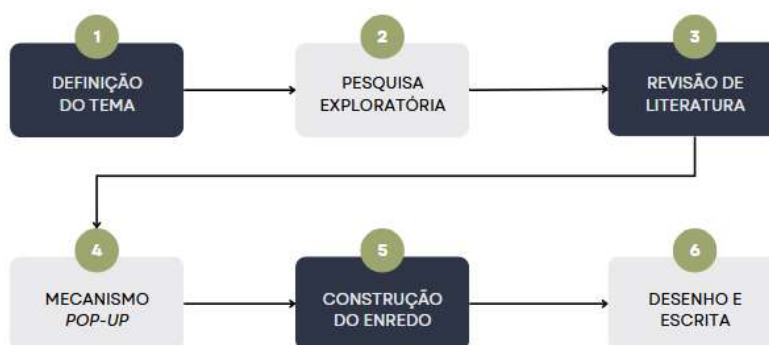 1
DEFINIÇÃO
DO TEMA
2
PESQUISA
EXPLORATÓRIA
3
REVISÃO DE
LITERATURA
4
MECANISMO
POP-UP
5
CONSTRUÇÃO
DO ENREDO
6
DESENHO E
ESCRITA